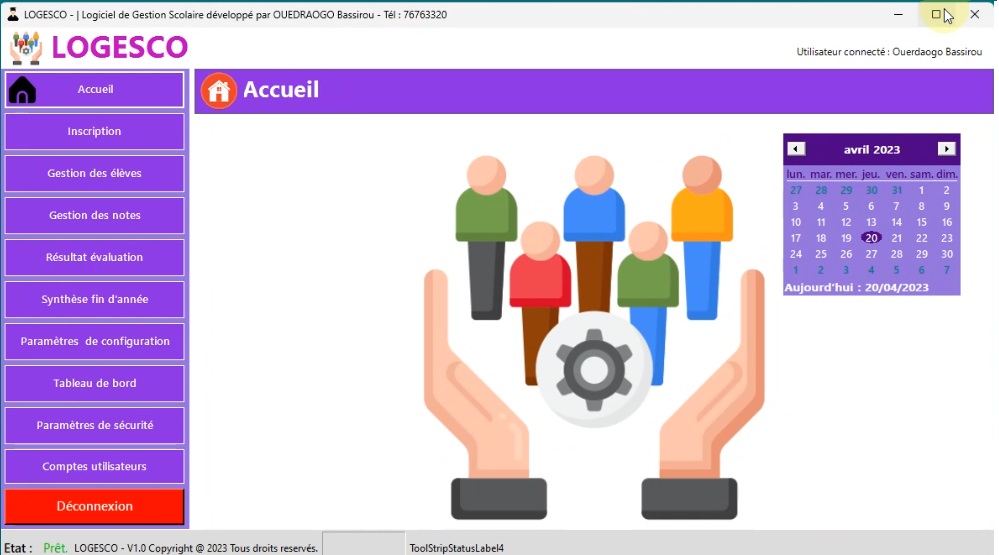 LOGESCO - | Logiciel de Gestion Scolaire développé par OUEDRAOGO Bassirou - Tél : 76763320
LOGESCO
Utilisateur connecté : Ouerdaogo Bassirou
Accueil
Accueil
Inscription
Gestion des élèves
Gestion des notes
Résultat évaluation
Synthèse fin d'année
Paramètres de configuration
Tableau de bord
Paramètres de sécurité
Comptes utilisateurs
Déconnexion
avril 2023
lun. mar. mer. jeu. ven. sam. dim.
27 28 29 30 31 1 2
3 4 5 6 7 8 9
10 11 12 13 14 15 16
17 18 19 20 21 22 23
24 25 26 27 28 29 30
1 2 3 4 5 6 7
Aujourd'hui : 20/04/2023
Etat : Prêt. LOGESCO - V1.0 Copyright @ 2023 Tous droits reservés. ToolStripStatusLabel4